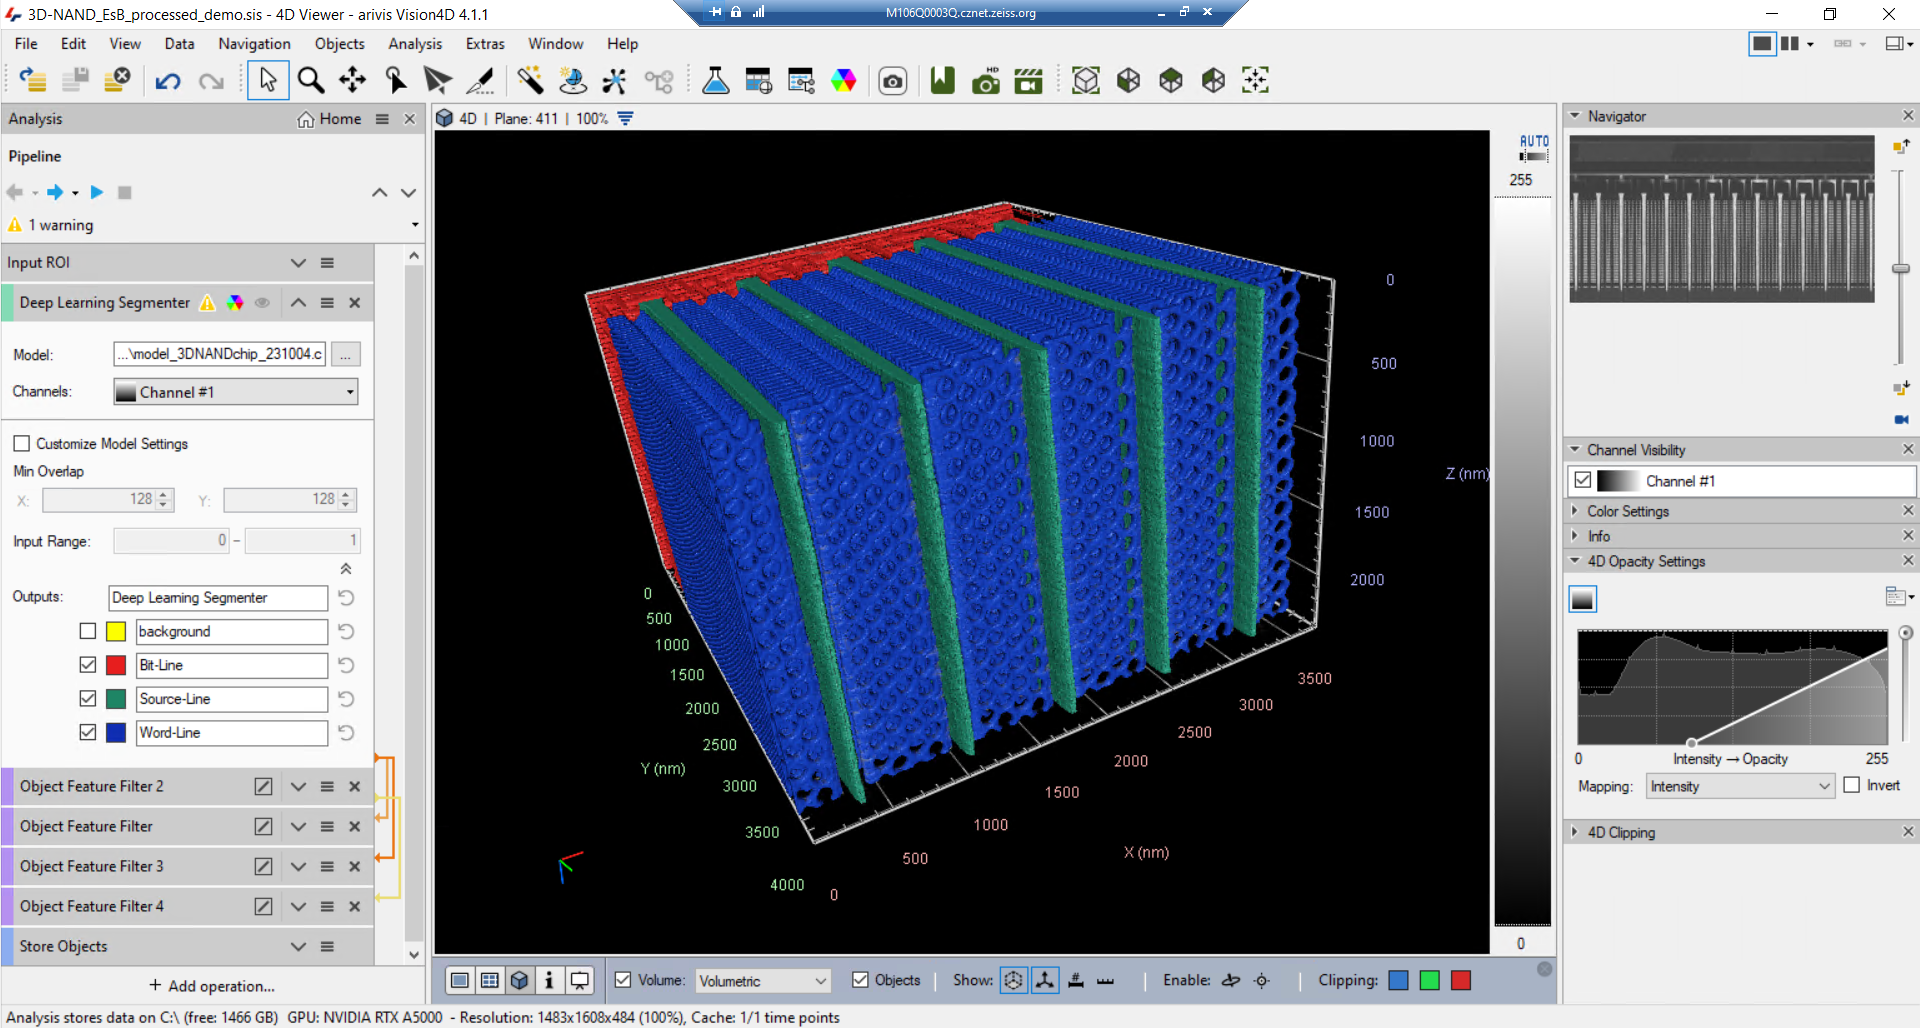 3D-NAND_EsB_processed_demo.sis - 4D Viewer - arivis Vision4D 4.1.1
M106Q0003Q.cznet.zeiss.org
File Edit View Data Navigation Objects Analysis Extras Window Help
HD
Analysis
Home
Pipeline
1 warning
Input ROI
Deep Learning Segmenter
Model: ...\model_3DNANDchip_231004.c ...
Channels: Channel #1
Customize Model Settings
Min Overlap
X: 128 Y: 128
Input Range: 0 - 1
Outputs: Deep Learning Segmenter
background
Bit-Line
Source-Line
Word-Line
Object Feature Filter 2
Object Feature Filter
Object Feature Filter 3
Object Feature Filter 4
Store Objects
+ Add operation...
4D | Plane: 411 | 100%
0
500
1000
Z (nm)
1500
2000
0
500
1000
1500
2000
2500
Y (nm)
3000
3500
4000
3500
3000
2500
2000
1500
1000
500
0
X (nm)
AUTO
255
0
i
Volume: Volumetric
Objects
Show:
#
Enable:
Clipping:
Navigator
Channel Visibility
Channel #1
Color Settings
Info
4D Opacity Settings
0 Intensity → Opacity 255
Mapping: Intensity Invert
4D Clipping
Analysis stores data on C:\ (free: 1466 GB) GPU: NVIDIA RTX A5000 - Resolution: 1483x1608x484 (100%), Cache: 1/1 time points